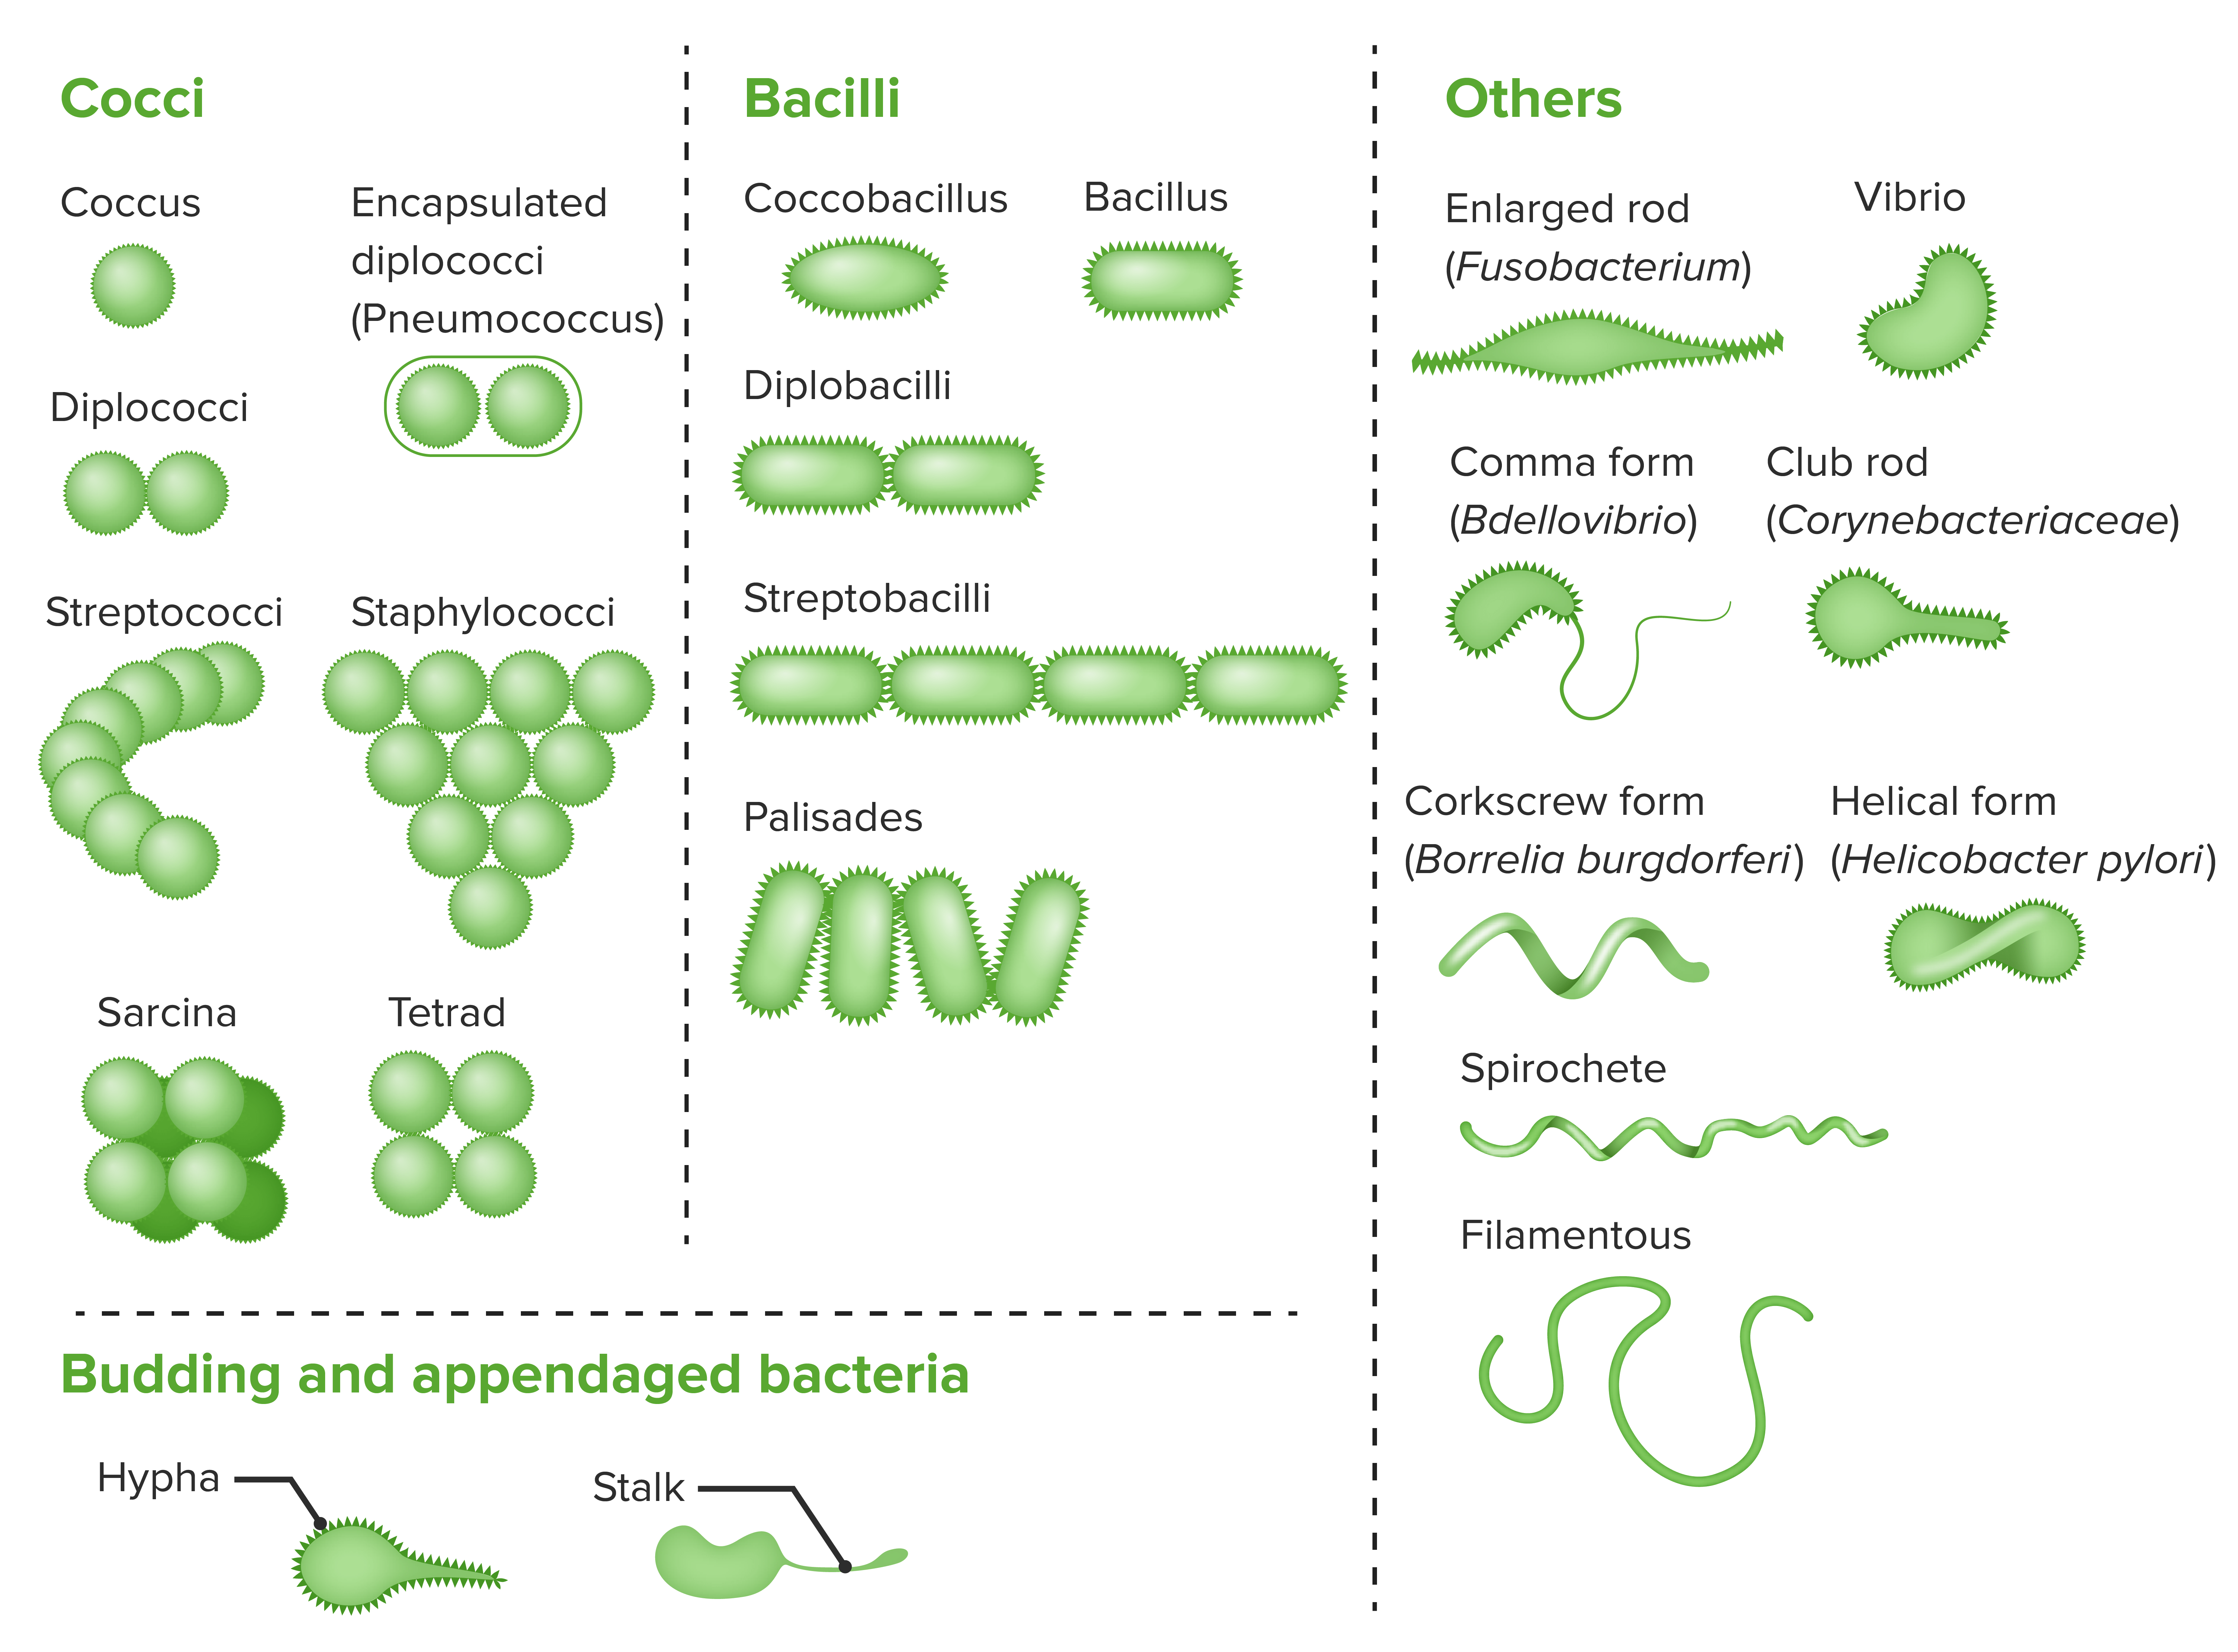 Cocci
Coccus
Encapsulated
diplococci
(Pneumococcus)
Diplococci
Streptococci
Staphylococci
Sarcina
Tetrad
Bacilli
Coccobacillus
Bacillus
Diplobacilli
Streptobacilli
Palisades
Others
Enlarged rod
(Fusobacterium)
Vibrio
Comma form
(Bdellovibrio)
Club rod
(Corynebacteriaceae)
Corkscrew form
(Borrelia burgdorferi)
Helical form
(Helicobacter pylori)
Spirochete
Filamentous
Budding and appendaged bacteria
Hypha
Stalk